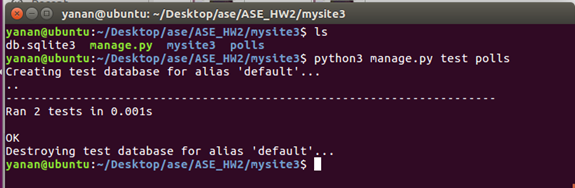 yanan@ubuntu: ~/Desktop/ase/ASE_HW2/mysite3
yanan@ubuntu:~/Desktop/ase/ASE_HW2/mysite3$ ls
db.sqlite3  manage.py  mysite3  polls
yanan@ubuntu:~/Desktop/ase/ASE_HW2/mysite3$ python3 manage.py test polls
Creating test database for alias 'default'...
..
----------------------------------------------------------------------
Ran 2 tests in 0.001s
OK
Destroying test database for alias 'default'...
yanan@ubuntu:~/Desktop/ase/ASE_HW2/mysite3$